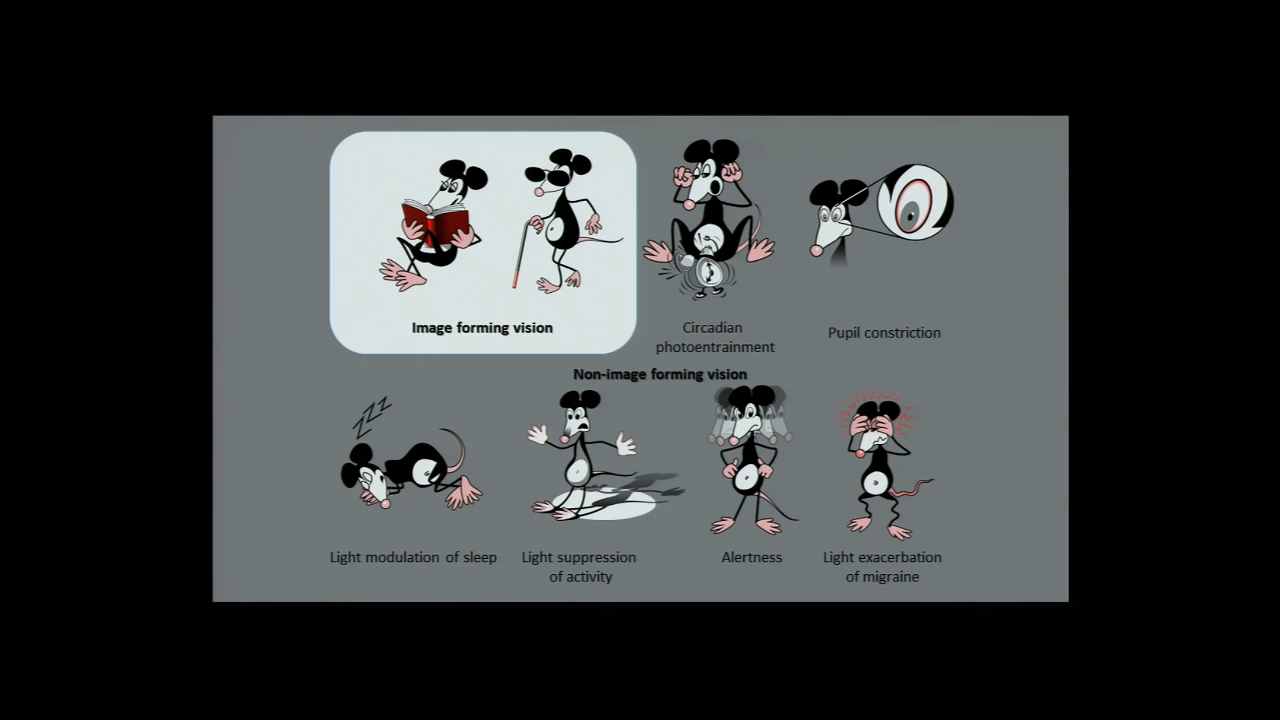 Image forming vision
Circadian
photoentrainment
Pupil constriction
Non-image forming vision
ZZZ
Light modulation of sleep
Light suppression
of activity
Alertness
Light exacerbation
of migraine